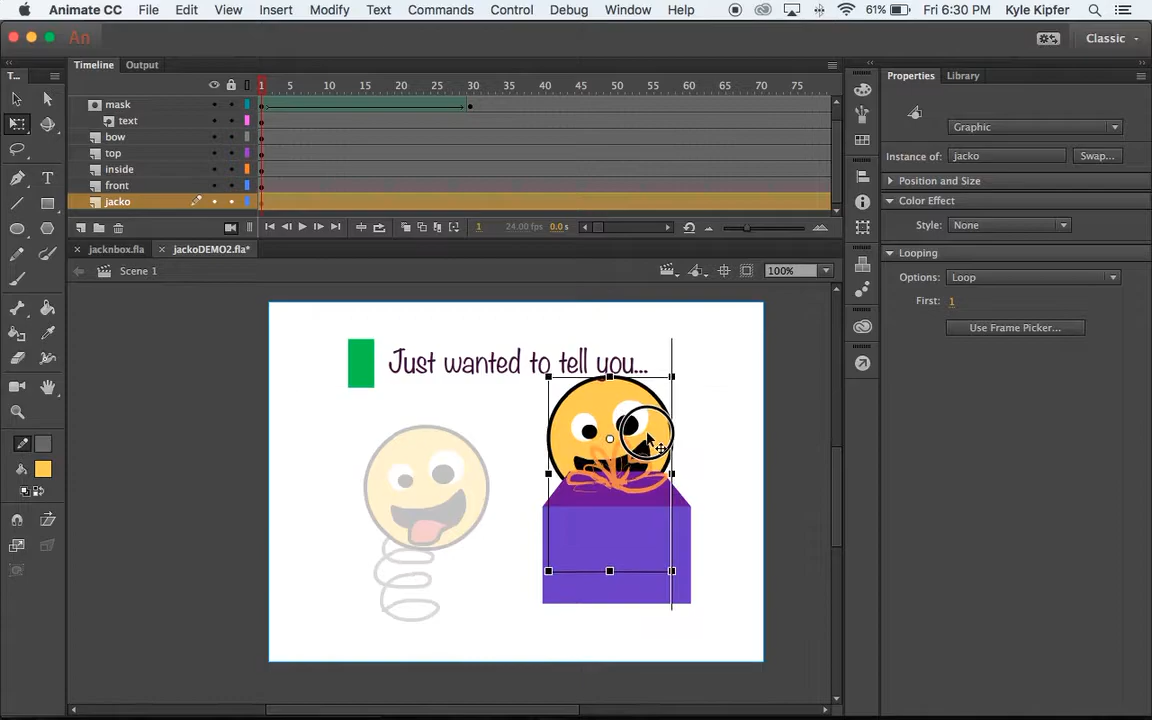 Animate CC File Edit View Insert Modify Text Commands Control Debug Window Help 61% Fri 6:30 PM Kyle Kipfer
An Classic
T... Timeline Output Properties Library
1 5 10 15 20 25 30 35 40 45 50 55 60 65 70 75
mask
text
bow
top
inside
front
jacko
1 24.00 fps 0.0 s
Graphic
Instance of: jacko Swap...
Position and Size
Color Effect
Style: None
Looping
Options: Loop
First: 1
Use Frame Picker...
jacknbox.fla jackoDEMO2.fla*
Scene 1 100%
Just wanted to tell you...